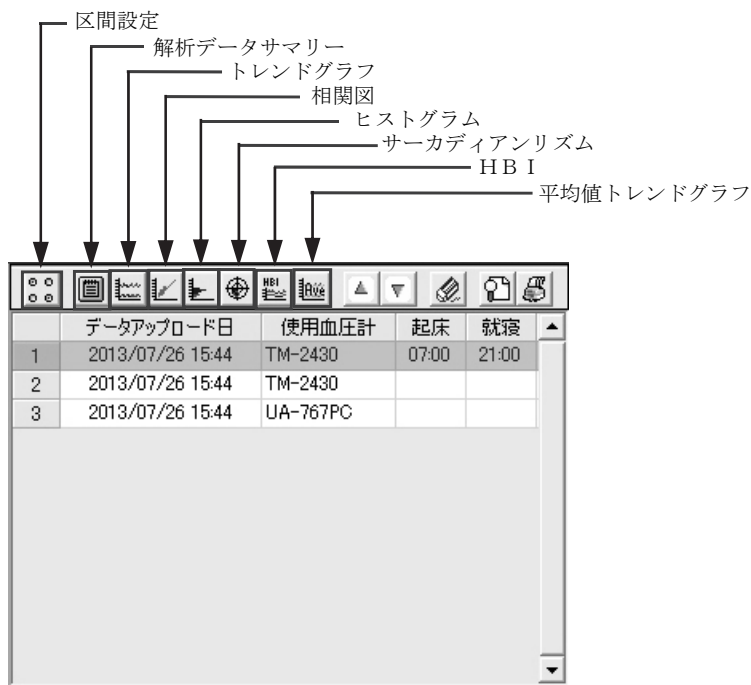 区間設定
解析データサマリー
トレンドグラフ
相関図
ヒストグラム
サーカディアンリズム
ＨＢＩ
平均値トレンドグラフ
HBI Ave
データアップロード日 使用血圧計 起床 就寝
1 2013/07/26 15:44 TM-2430 07:00 21:00
2 2013/07/26 15:44 TM-2430
3 2013/07/26 15:44 UA-767PC